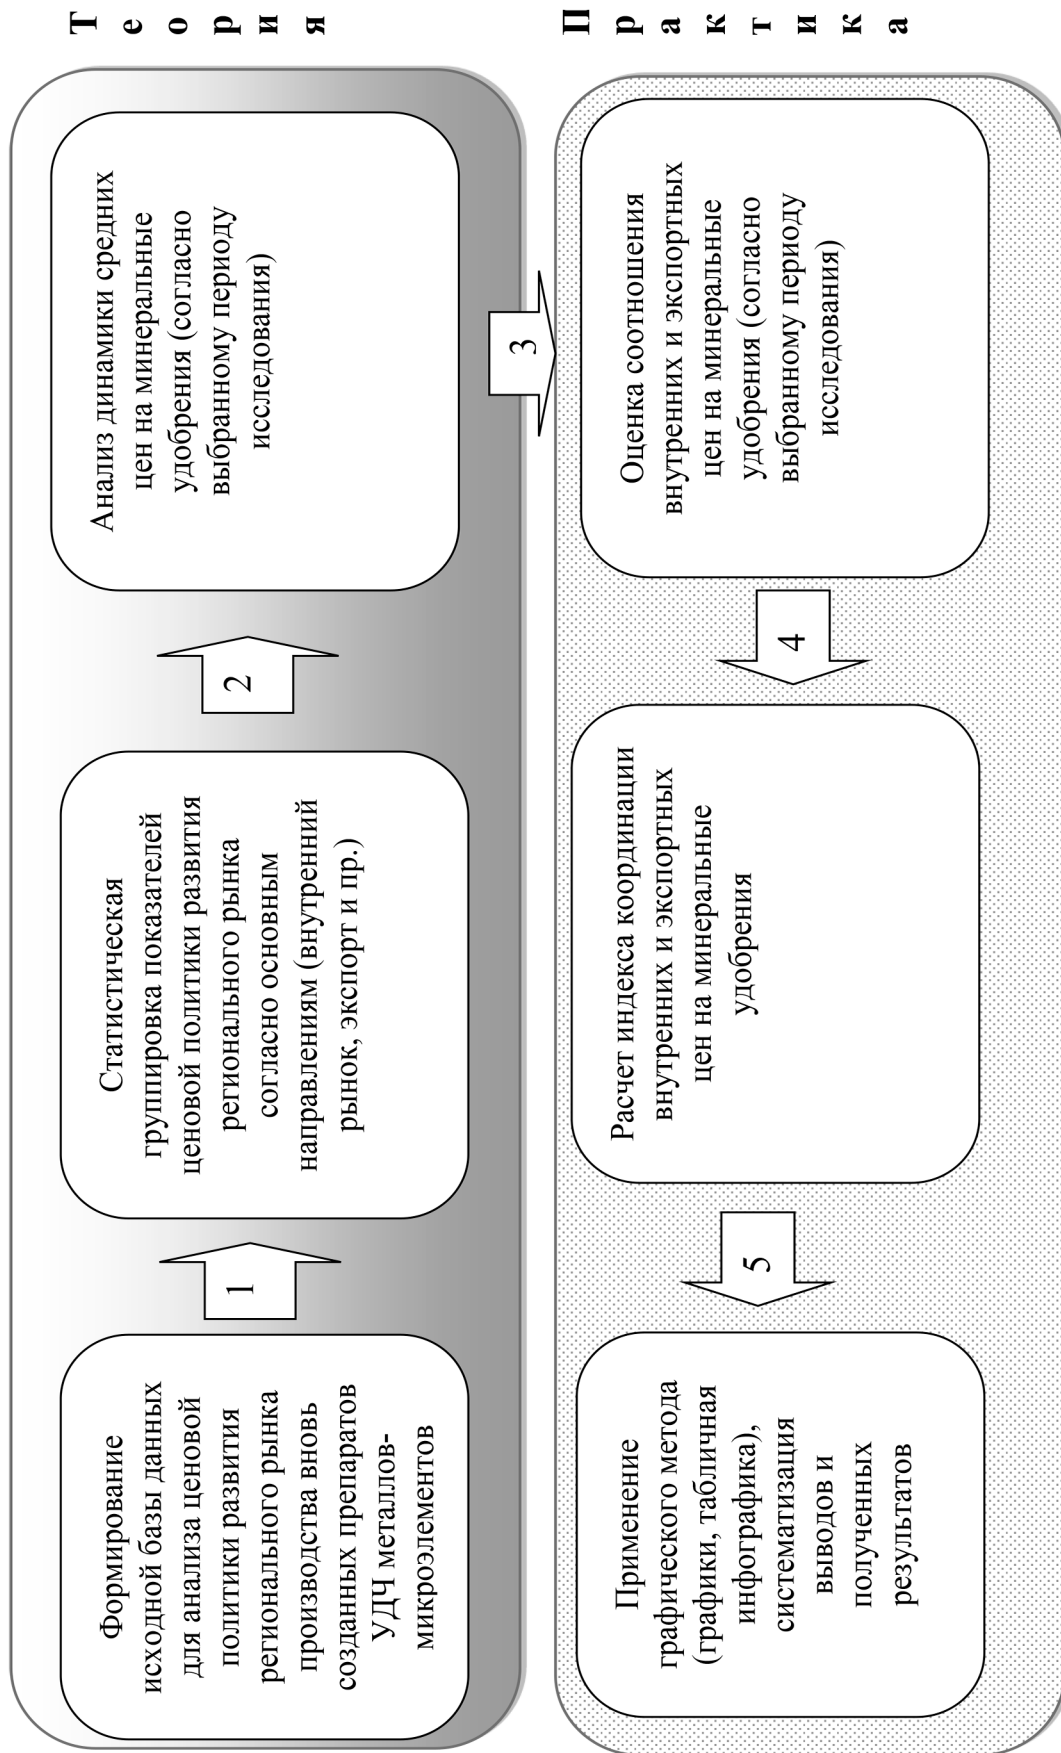 Теория
Формирование
исходной базы данных
для анализа ценовой
политики развития
регионального рынка
производства вновь
созданных препаратов
УДЧ металлов-
микроэлементов
1
Статистическая
группировка показателей
ценовой политики развития
регионального рынка
согласно основным
направлениям (внутренний
рынок, экспорт и пр.)
2
Анализ динамики средних
цен на минеральные
удобрения (согласно
выбранному периоду
исследования)
3
Практика
Оценка соотношения
внутренних и экспортных
цен на минеральные
удобрения (согласно
выбранному периоду
исследования)
4
Расчет индекса координации
внутренних и экспортных
цен на минеральные
удобрения
5
Применение
графического метода
(графики, табличная
инфографика),
систематизация
выводов и
полученных
результатов